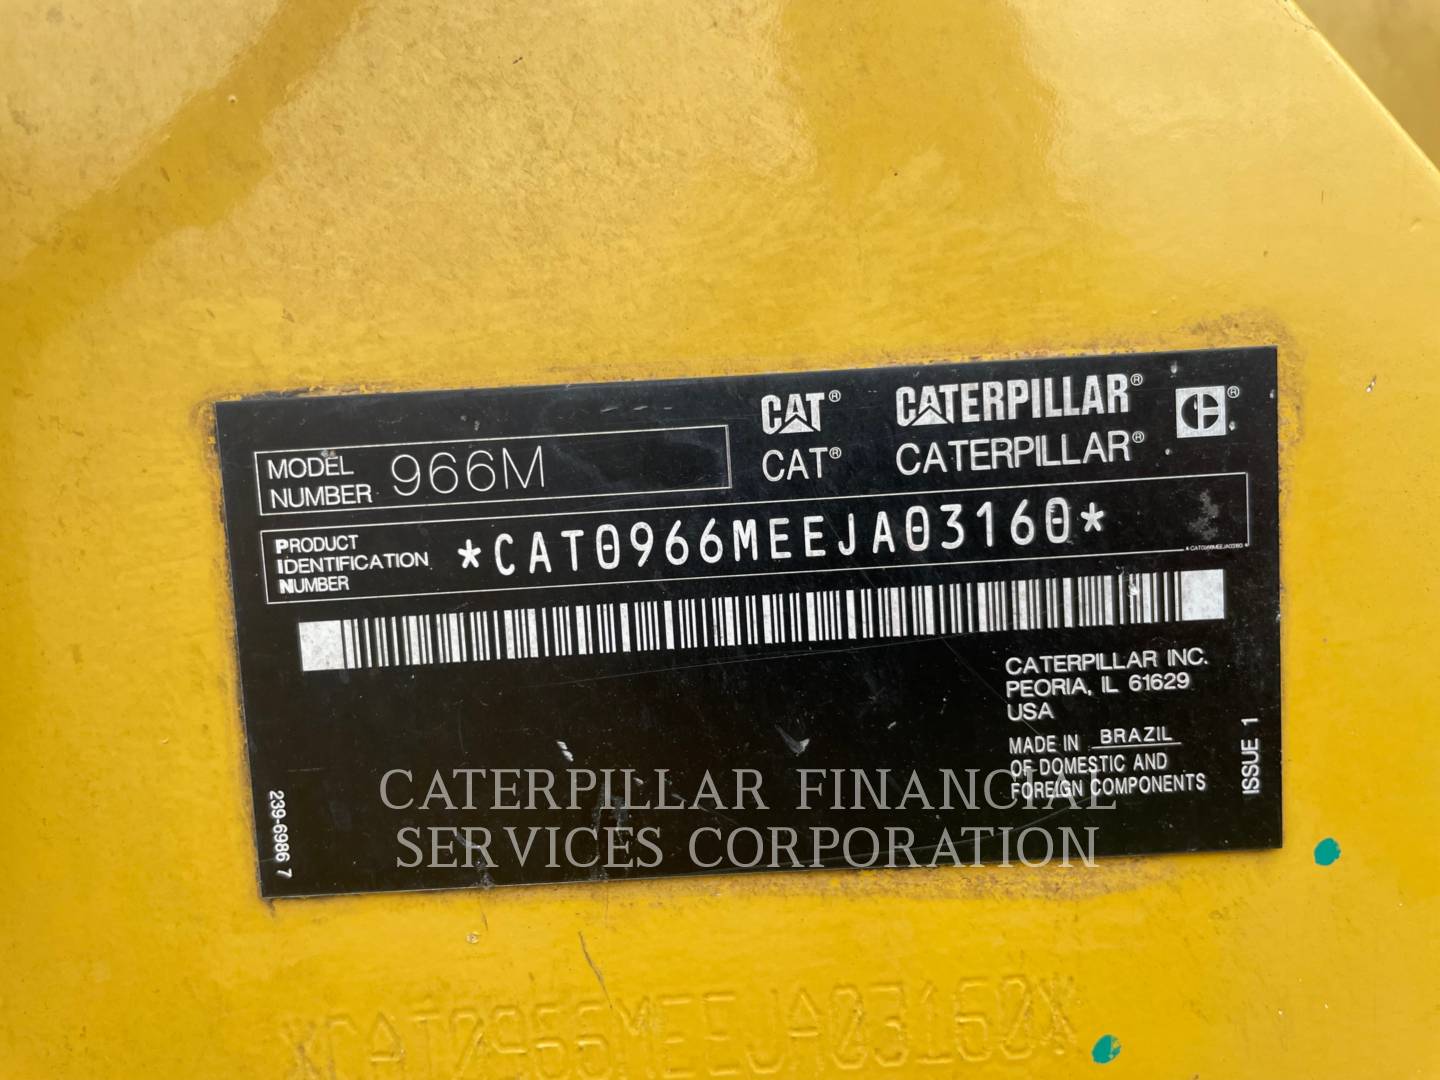 CAT® CATERPILLAR® ®
CAT® CATERPILLAR®
MODEL
NUMBER 966M
PRODUCT
IDENTIFICATION
NUMBER
*CAT0966MEEJA03160*
CATERPILLAR INC.
PEORIA, IL 61629
USA
MADE IN BRAZIL
OF DOMESTIC AND
FOREIGN COMPONENTS
ISSUE 1
239-6986 7
CATERPILLAR FINANCIAL
SERVICES CORPORATION
*CAT0966MEEJA03160*